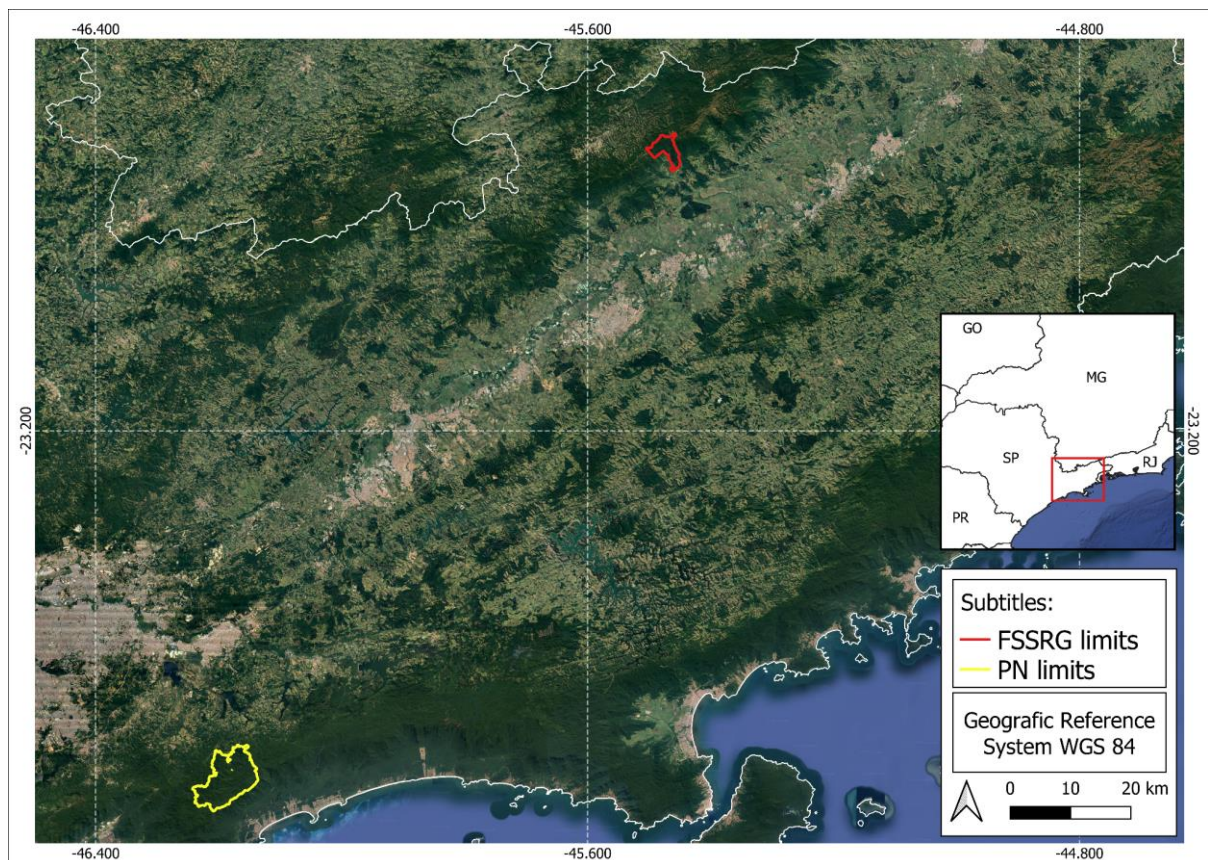 -46.400 -45.600 -44.800
-23.200
-23.200
GO
MG
SP
RJ
PR
Subtitles:
FSSRG limits
PN limits
Geografic Reference
System WGS 84
0 10 20 km
-46.400 -45.600 -44.800